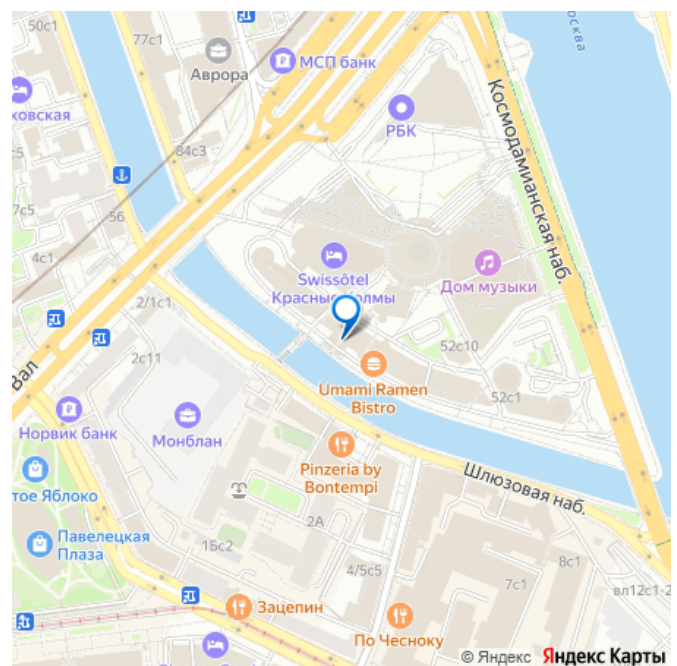 50с1
77с1
Аврора
МСП банк
Москва
РБК
Космодамианская наб.
ковская
84с3
7с5
56
4с1
Swissôtel
Красные Холмы
Дом музыки
2/1с1
52с10
Вал
2с11
Umami Ramen
Bistro
52с1
Норвик банк
Монблан
Pinzeria by
Bontempi
Шлюзовая наб.
тое Яблоко
2А
Павелецкая
Плаза
15с2
4/5с5
8с1
7с1
вл12с1-2
Зацепин
По Чесноку
© Яндекс Яндекс Карты